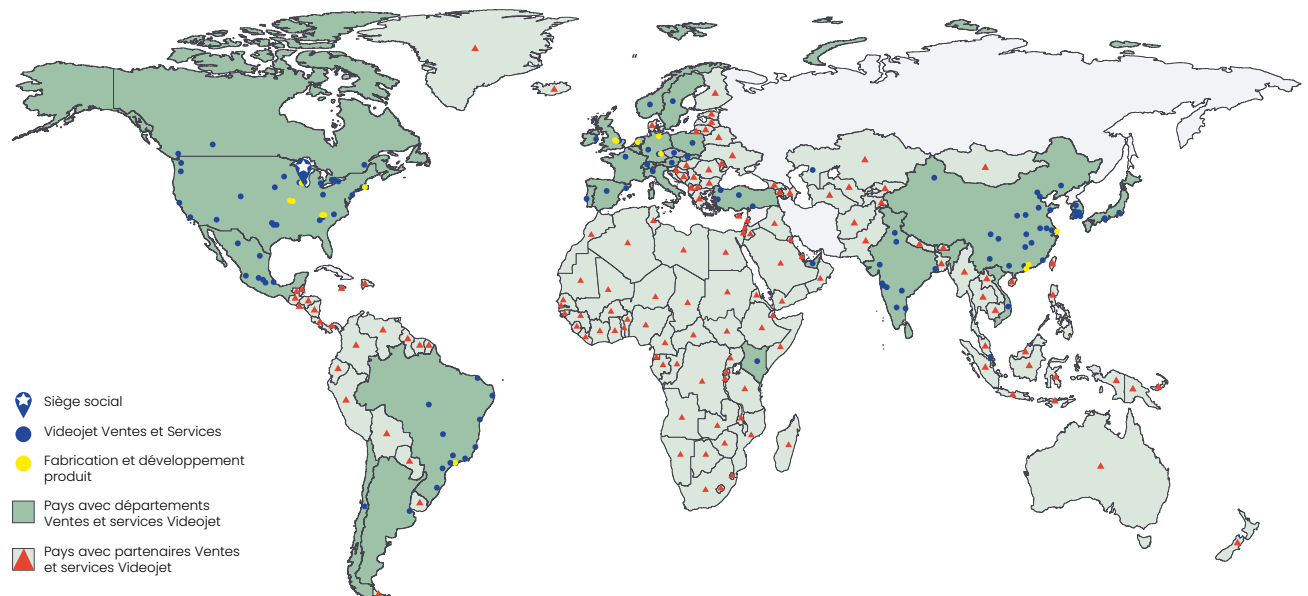 Siège social
Videojet Ventes et Services
Fabrication et développement
produit
Pays avec départements
Ventes et services Videojet
Pays avec partenaires Ventes
et services Videojet